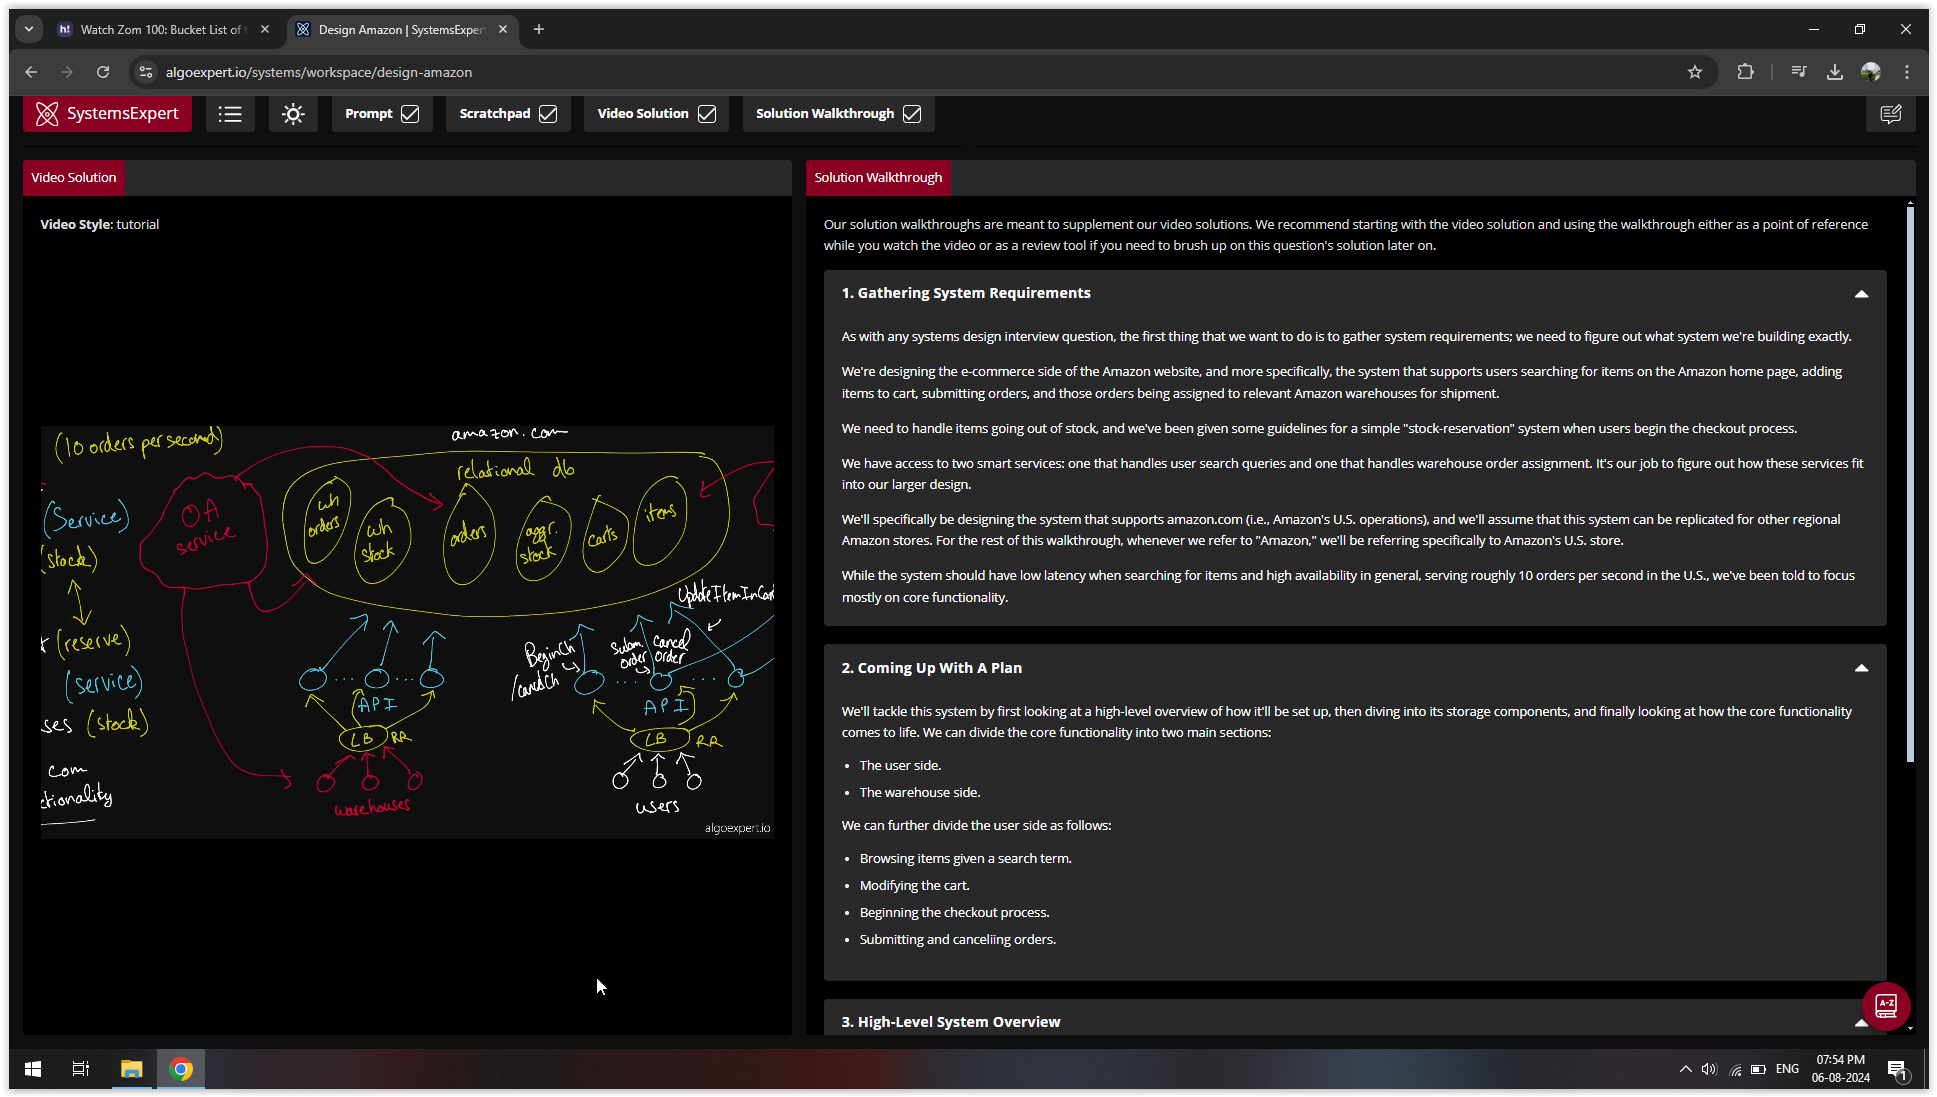 Watch Zom 100: Bucket List of
Design Amazon | SystemsExpert
algoexpert.io/systems/workspace/design-amazon
SystemsExpert
Prompt
Scratchpad
Video Solution
Solution Walkthrough
Video Solution
Video Style: tutorial
(10 orders per second)
amazon.com
relational db
OA
service
wh
orders
wh
stock
orders
aggr.
stock
carts
items
(Service)
(stock)
(reserve)
(service)
ses (stock)
com
ctionality
UpdateItemInCart
BeginCh
/cancelCh
Subm.
order
Cancel
Order
API
LB RR
warehouses
API
LB RR
users
algoexpert.io
Solution Walkthrough
Our solution walkthroughs are meant to supplement our video solutions. We recommend starting with the video solution and using the walkthrough either as a point of reference
while you watch the video or as a review tool if you need to brush up on this question's solution later on.
1. Gathering System Requirements
As with any systems design interview question, the first thing that we want to do is to gather system requirements; we need to figure out what system we're building exactly.
We're designing the e-commerce side of the Amazon website, and more specifically, the system that supports users searching for items on the Amazon home page, adding
items to cart, submitting orders, and those orders being assigned to relevant Amazon warehouses for shipment.
We need to handle items going out of stock, and we've been given some guidelines for a simple "stock-reservation" system when users begin the checkout process.
We have access to two smart services: one that handles user search queries and one that handles warehouse order assignment. It's our job to figure out how these services fit
into our larger design.
We'll specifically be designing the system that supports amazon.com (i.e., Amazon's U.S. operations), and we'll assume that this system can be replicated for other regional
Amazon stores. For the rest of this walkthrough, whenever we refer to "Amazon," we'll be referring specifically to Amazon's U.S. store.
While the system should have low latency when searching for items and high availability in general, serving roughly 10 orders per second in the U.S., we've been told to focus
mostly on core functionality.
2. Coming Up With A Plan
We'll tackle this system by first looking at a high-level overview of how it'll be set up, then diving into its storage components, and finally looking at how the core functionality
comes to life. We can divide the core functionality into two main sections:
• The user side.
• The warehouse side.
We can further divide the user side as follows:
• Browsing items given a search term.
• Modifying the cart.
• Beginning the checkout process.
• Submitting and canceliing orders.
3. High-Level System Overview
A-Z
ENG
07:54 PM
06-08-2024
1